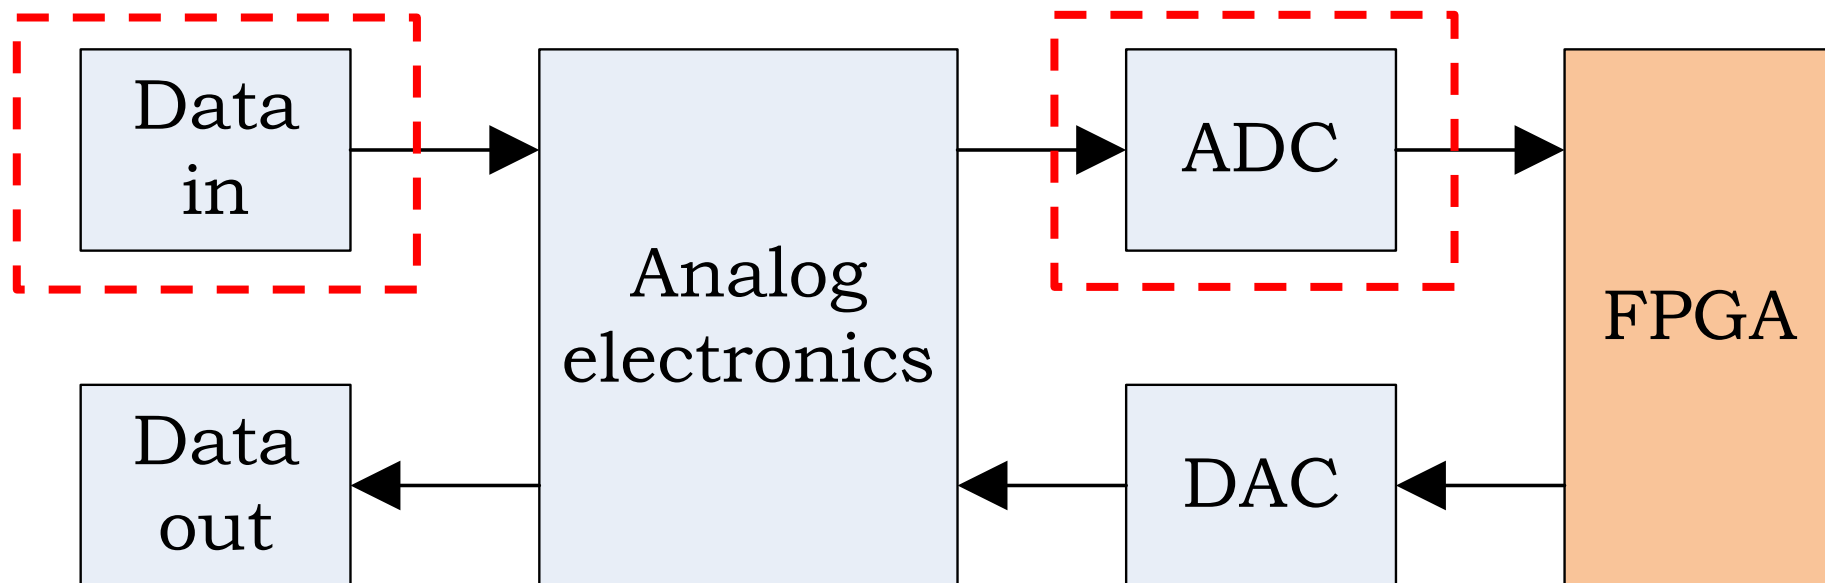 Data
in
Analog
electronics
ADC
FPGA
Data
out
DAC